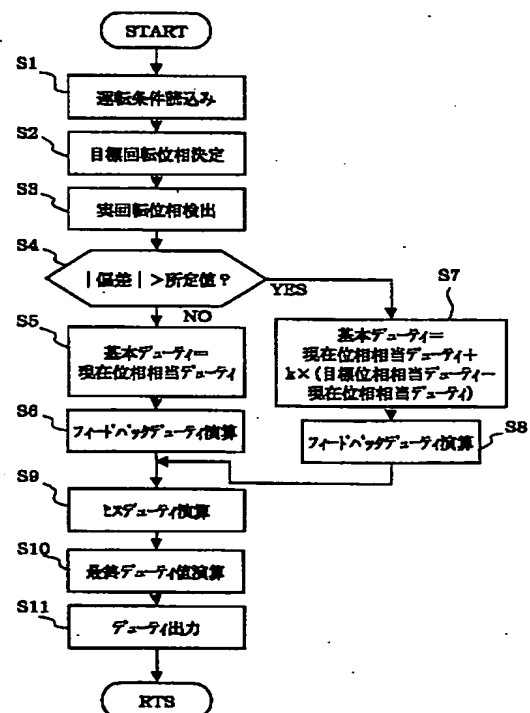 START
S1
運転条件読込み
S2
目標回転位相決定
S3
実回転位相検出
S4
|偏差|>所定値?
YES
NO
S5
基本デューティ=
現在位相相当デューティ
S7
基本デューティ=
現在位相相当デューティ+
k×(目標位相相当デューティ−
現在位相相当デューティ)
S6
フィードバックデューティ演算
S8
フィードバックデューティ演算
S9
ヒスデューティ演算
S10
最終デューティ値演算
S11
デューティ出力
RTS